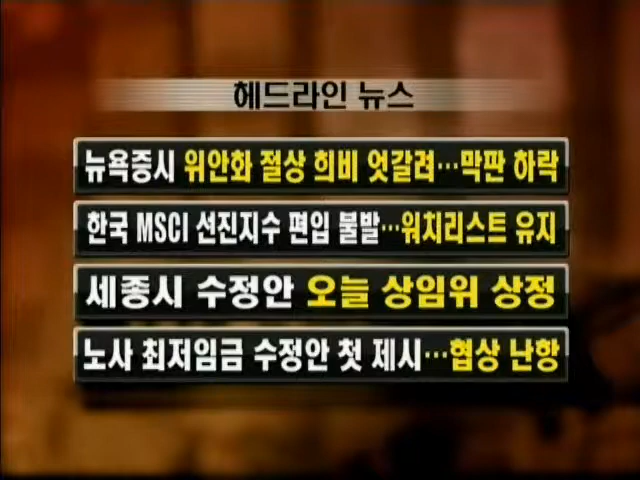 헤드라인 뉴스
뉴욕증시 위안화 절상 희비 엇갈려…막판 하락
한국 MSCI 선진지수 편입 불발…워치리스트 유지
세종시 수정안 오늘 상임위 상정
노사 최저임금 수정안 첫 제시…협상 난항